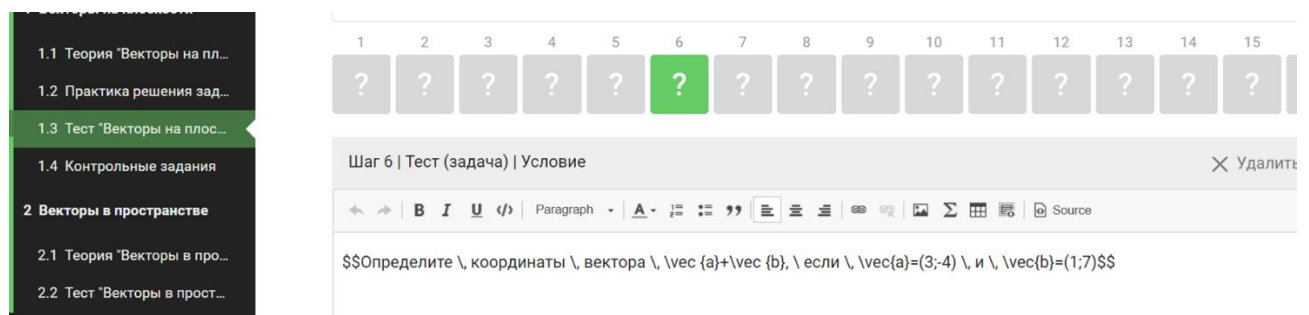 1.1 Теория "Векторы на пл...
1.2 Практика решения зад...
1.3 Тест "Векторы на плос...
1.4 Контрольные задания
2 Векторы в пространстве
2.1 Теория "Векторы в про...
2.2 Тест "Векторы в прост...
1 2 3 4 5 6 7 8 9 10 11 12 13 14 15
? ? ? ? ? ? ? ? ? ? ? ? ? ? ?
Шаг 6 | Тест (задача) | Условие
Удалить
B I U </> Paragraph A Source
$$Определите \, координаты \, вектора \, \vec {a}+\vec {b}, \ если \, \vec{a}=(3;-4) \, и \, \vec{b}=(1;7)$$